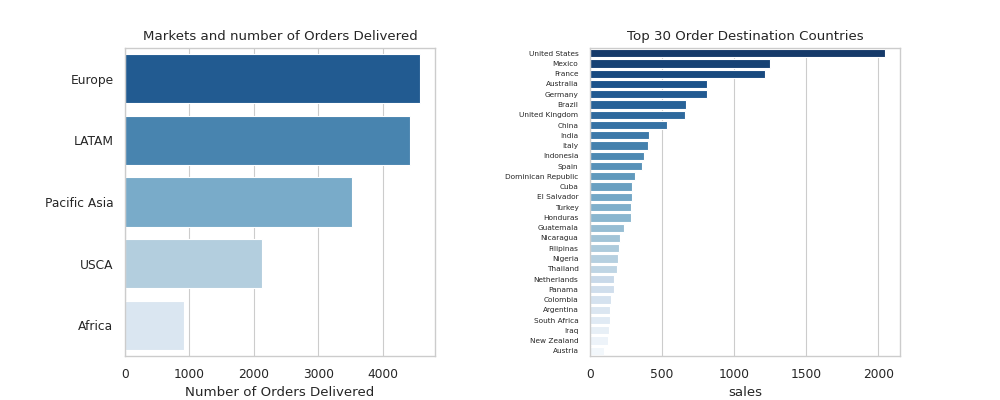 Markets and number of Orders Delivered
Europe
LATAM
Pacific Asia
USCA
Africa
0 1000 2000 3000 4000
Number of Orders Delivered
Top 30 Order Destination Countries
United States
Mexico
France
Australia
Germany
Brazil
United Kingdom
China
India
Italy
Indonesia
Spain
Dominican Republic
Cuba
El Salvador
Turkey
Honduras
Guatemala
Nicaragua
Filipinas
Nigeria
Thailand
Netherlands
Panama
Colombia
Argentina
South Africa
Iraq
New Zealand
Austria
0 500 1000 1500 2000
sales